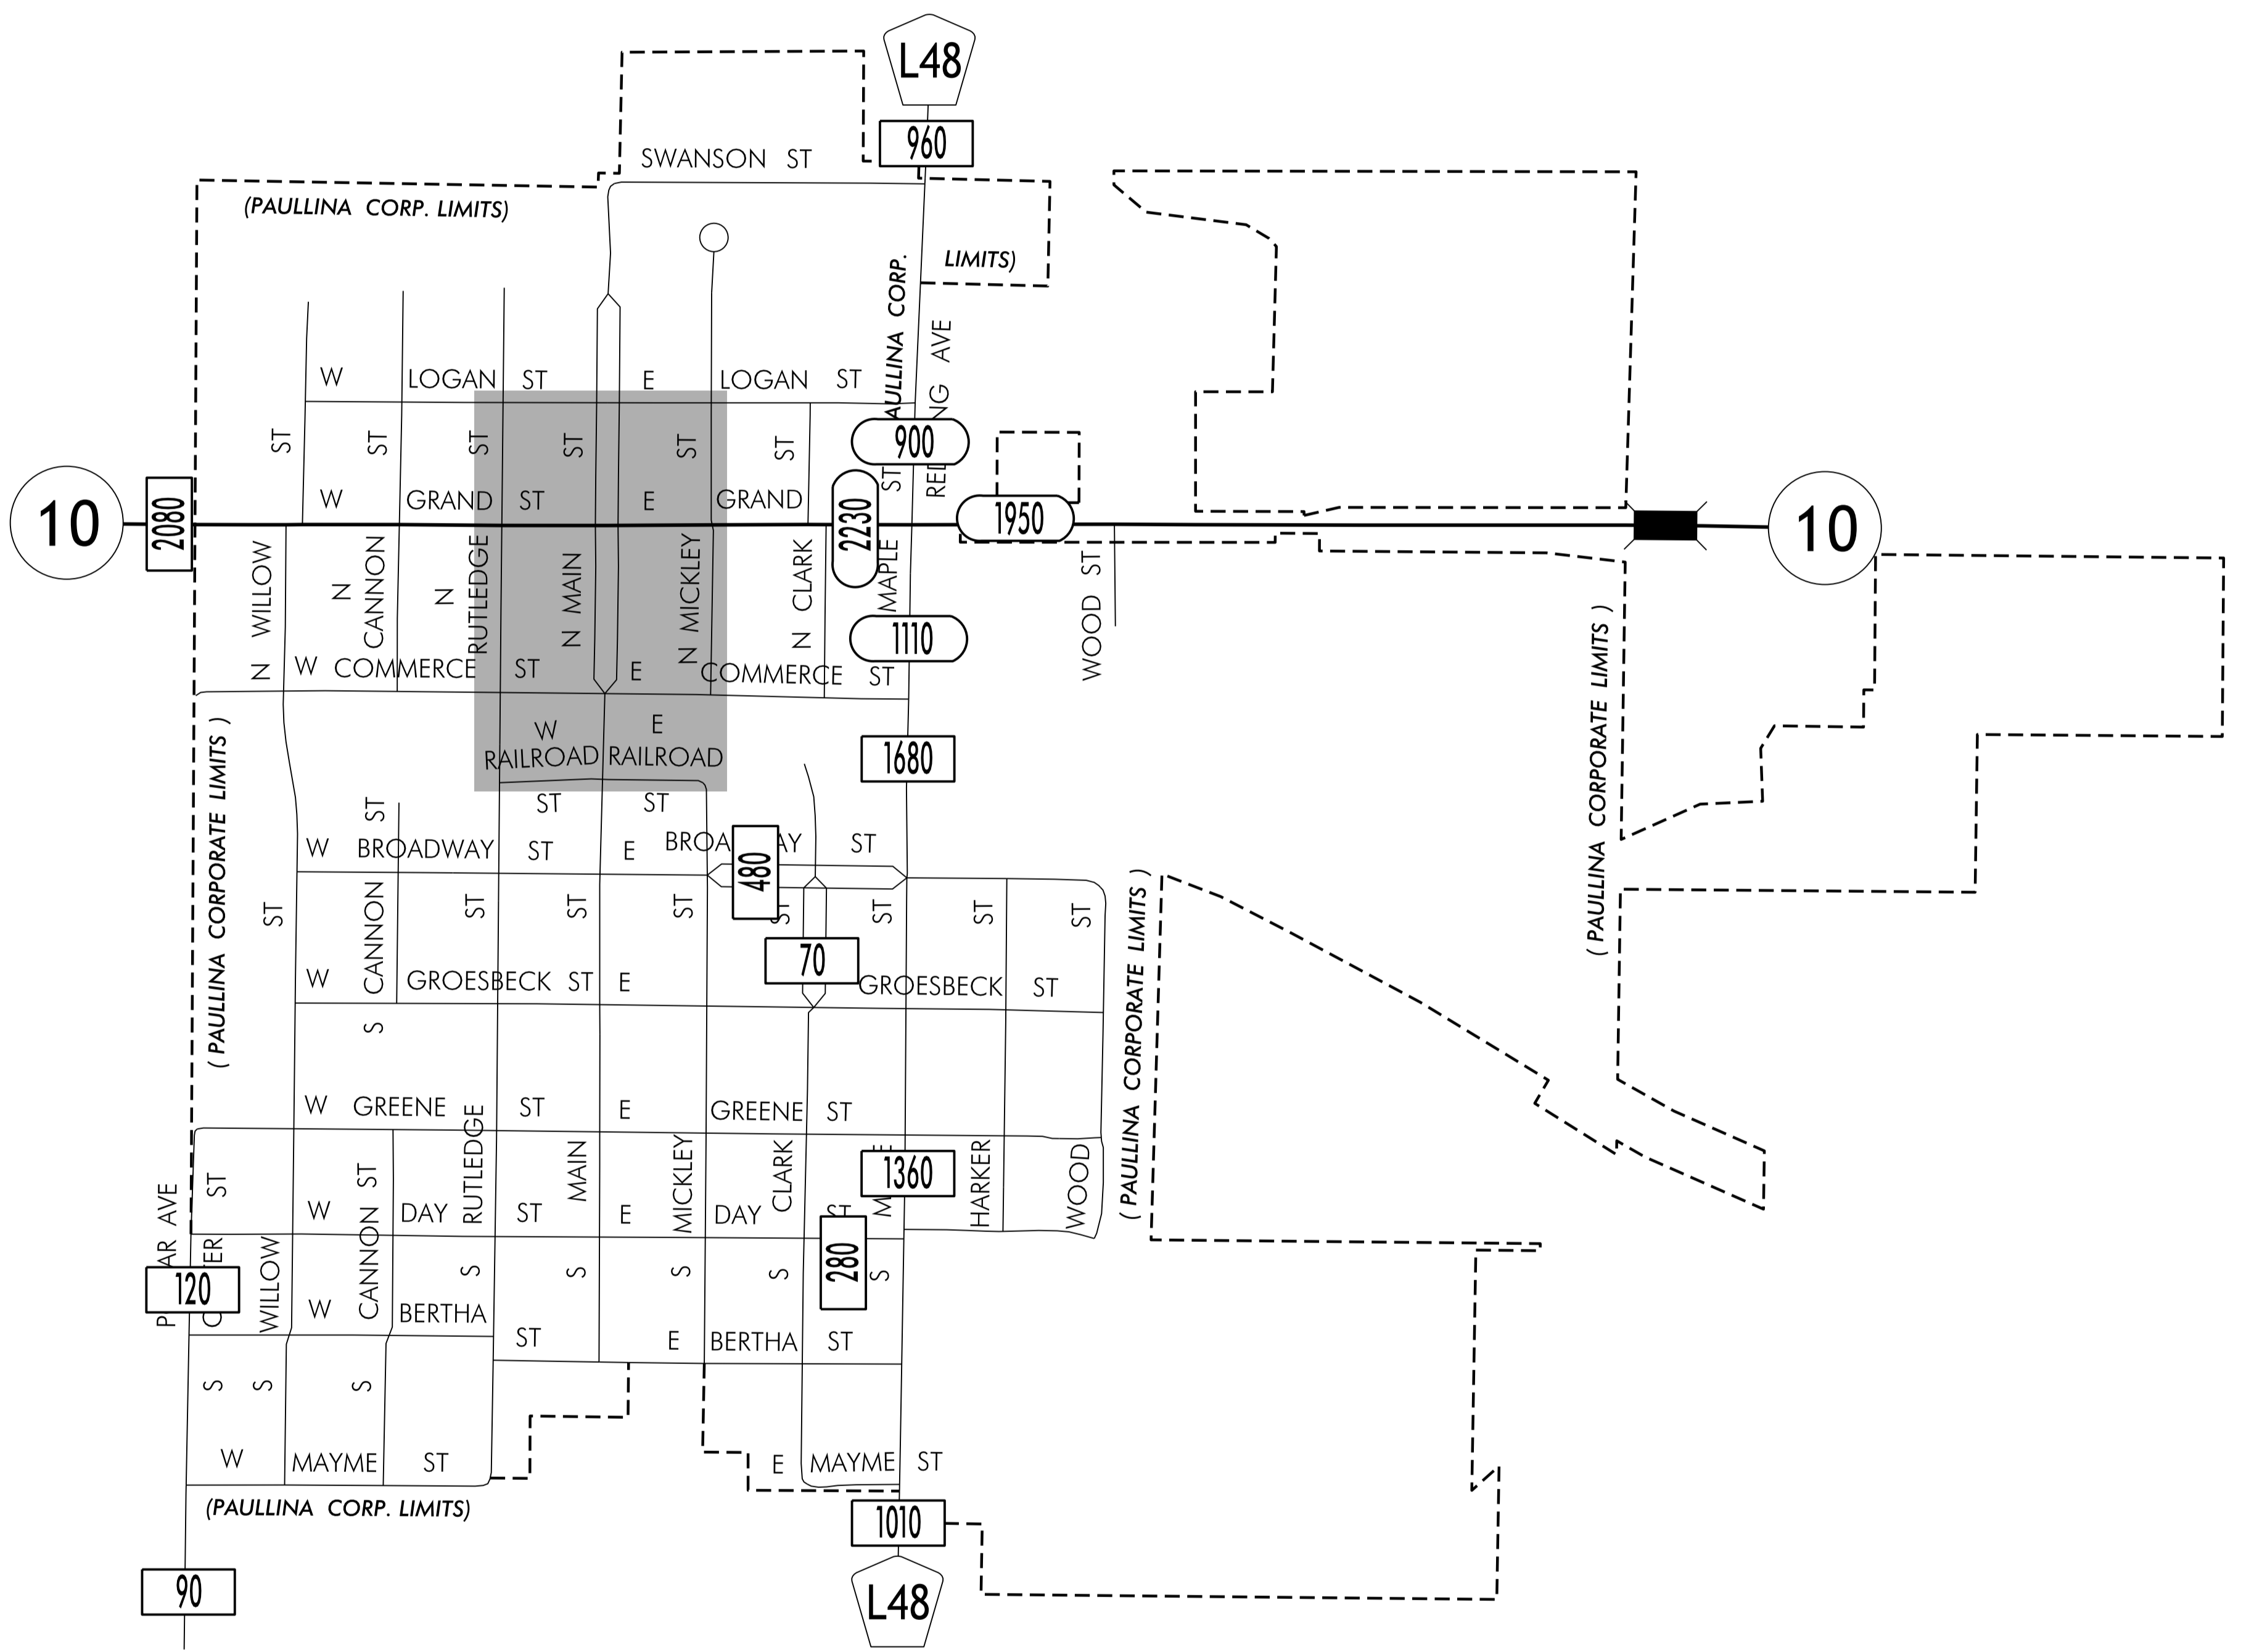 L48
960
SWANSON ST
(PAULLINA CORP. LIMITS)
PAULLINA CORP. LIMITS)
W LOGAN ST E LOGAN ST
ST ST ST ST ST ST ST
900
W GRAND ST E GRAND
10
2080
2230
1950
10
N WILLOW
N CANNON
N RUTLEDGE
N MAIN
N MICKLEY
N CLARK
MAPLE
WOOD ST
AVE
1110
W COMMERCE ST E COMMERCE ST
W RAILROAD ST
E RAILROAD ST
1680
(PAULLINA CORPORATE LIMITS)
(PAULLINA CORPORATE LIMITS)
(PAULLINA CORPORATE LIMITS)
ST
W BROADWAY ST E ST
480
ST CANNON ST ST ST ST ST ST ST
70
W GROESBECK ST E GROESBECK ST
S
W GREENE ST E GREENE ST
RUTLEDGE
MAIN
MICKLEY
CLARK
HARKER
WOOD
1360
AVE
ST
CANNON ST
W DAY ST E DAY ST
280
120
WILLOW
S S S S S
W BERTHA ST E BERTHA ST
S S S
W MAYME ST E MAYME ST
(PAULLINA CORP. LIMITS)
1010
90
L48